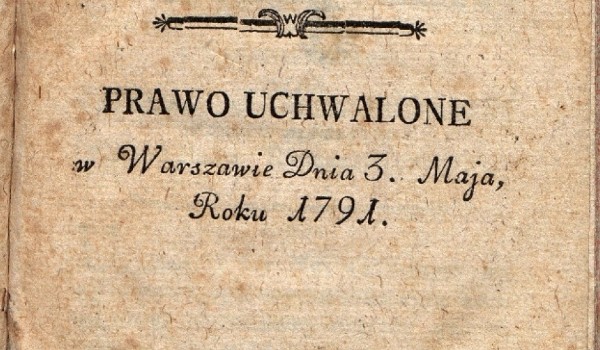 PRAWO UCHWALONE
w Warszawie Dnia 3. Maja,
Roku 1791.